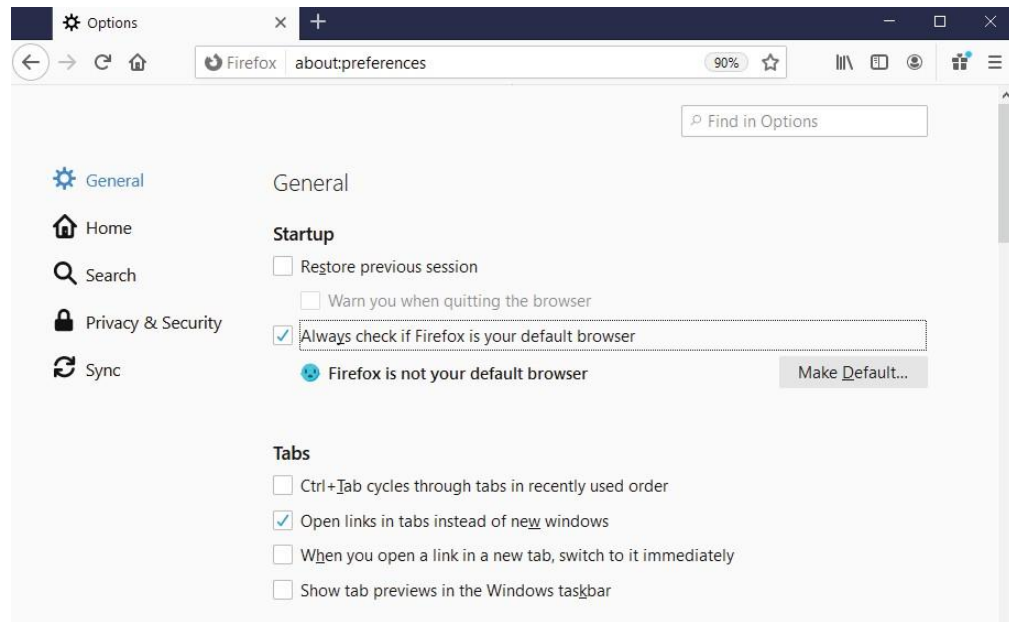 Options
Firefox about:preferences 90%
Find in Options
General
Home
Search
Privacy & Security
Sync
General
Startup
Restore previous session
Warn you when quitting the browser
Always check if Firefox is your default browser
Firefox is not your default browser Make Default...
Tabs
Ctrl+Tab cycles through tabs in recently used order
Open links in tabs instead of new windows
When you open a link in a new tab, switch to it immediately
Show tab previews in the Windows taskbar